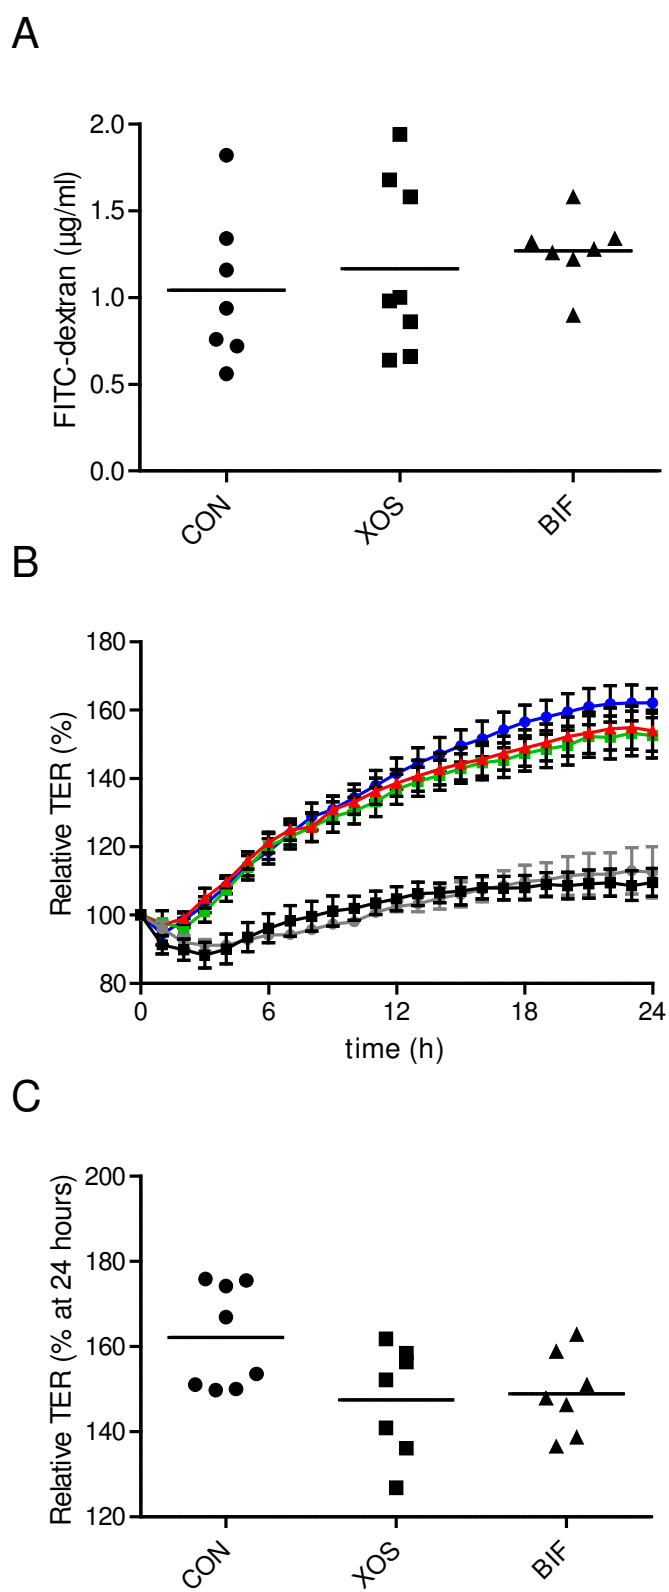 A
FITC-dextran (µg/ml)
2.0
1.5
1.0
0.5
0.0
CON
XOS
BIF
B
Relative TER (%)
180
160
140
120
100
80
0
6
12
18
24
time (h)
C
Relative TER (% at 24 hours)
200
180
160
140
120
CON
XOS
BIF